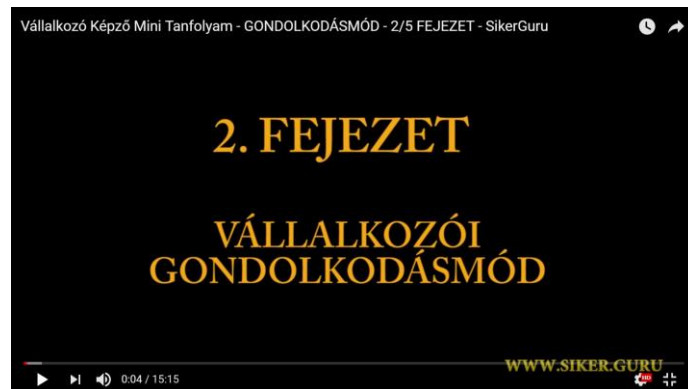 Vállalkozó Képző Mini Tanfolyam - GONDOLKODÁSMÓD - 2/5 FEJEZET - SikerGuru
2. FEJEZET
VÁLLALKOZÓI
GONDOLKODÁSMÓD
WWW.SIKER.GURU
0:04 / 15:15
HD